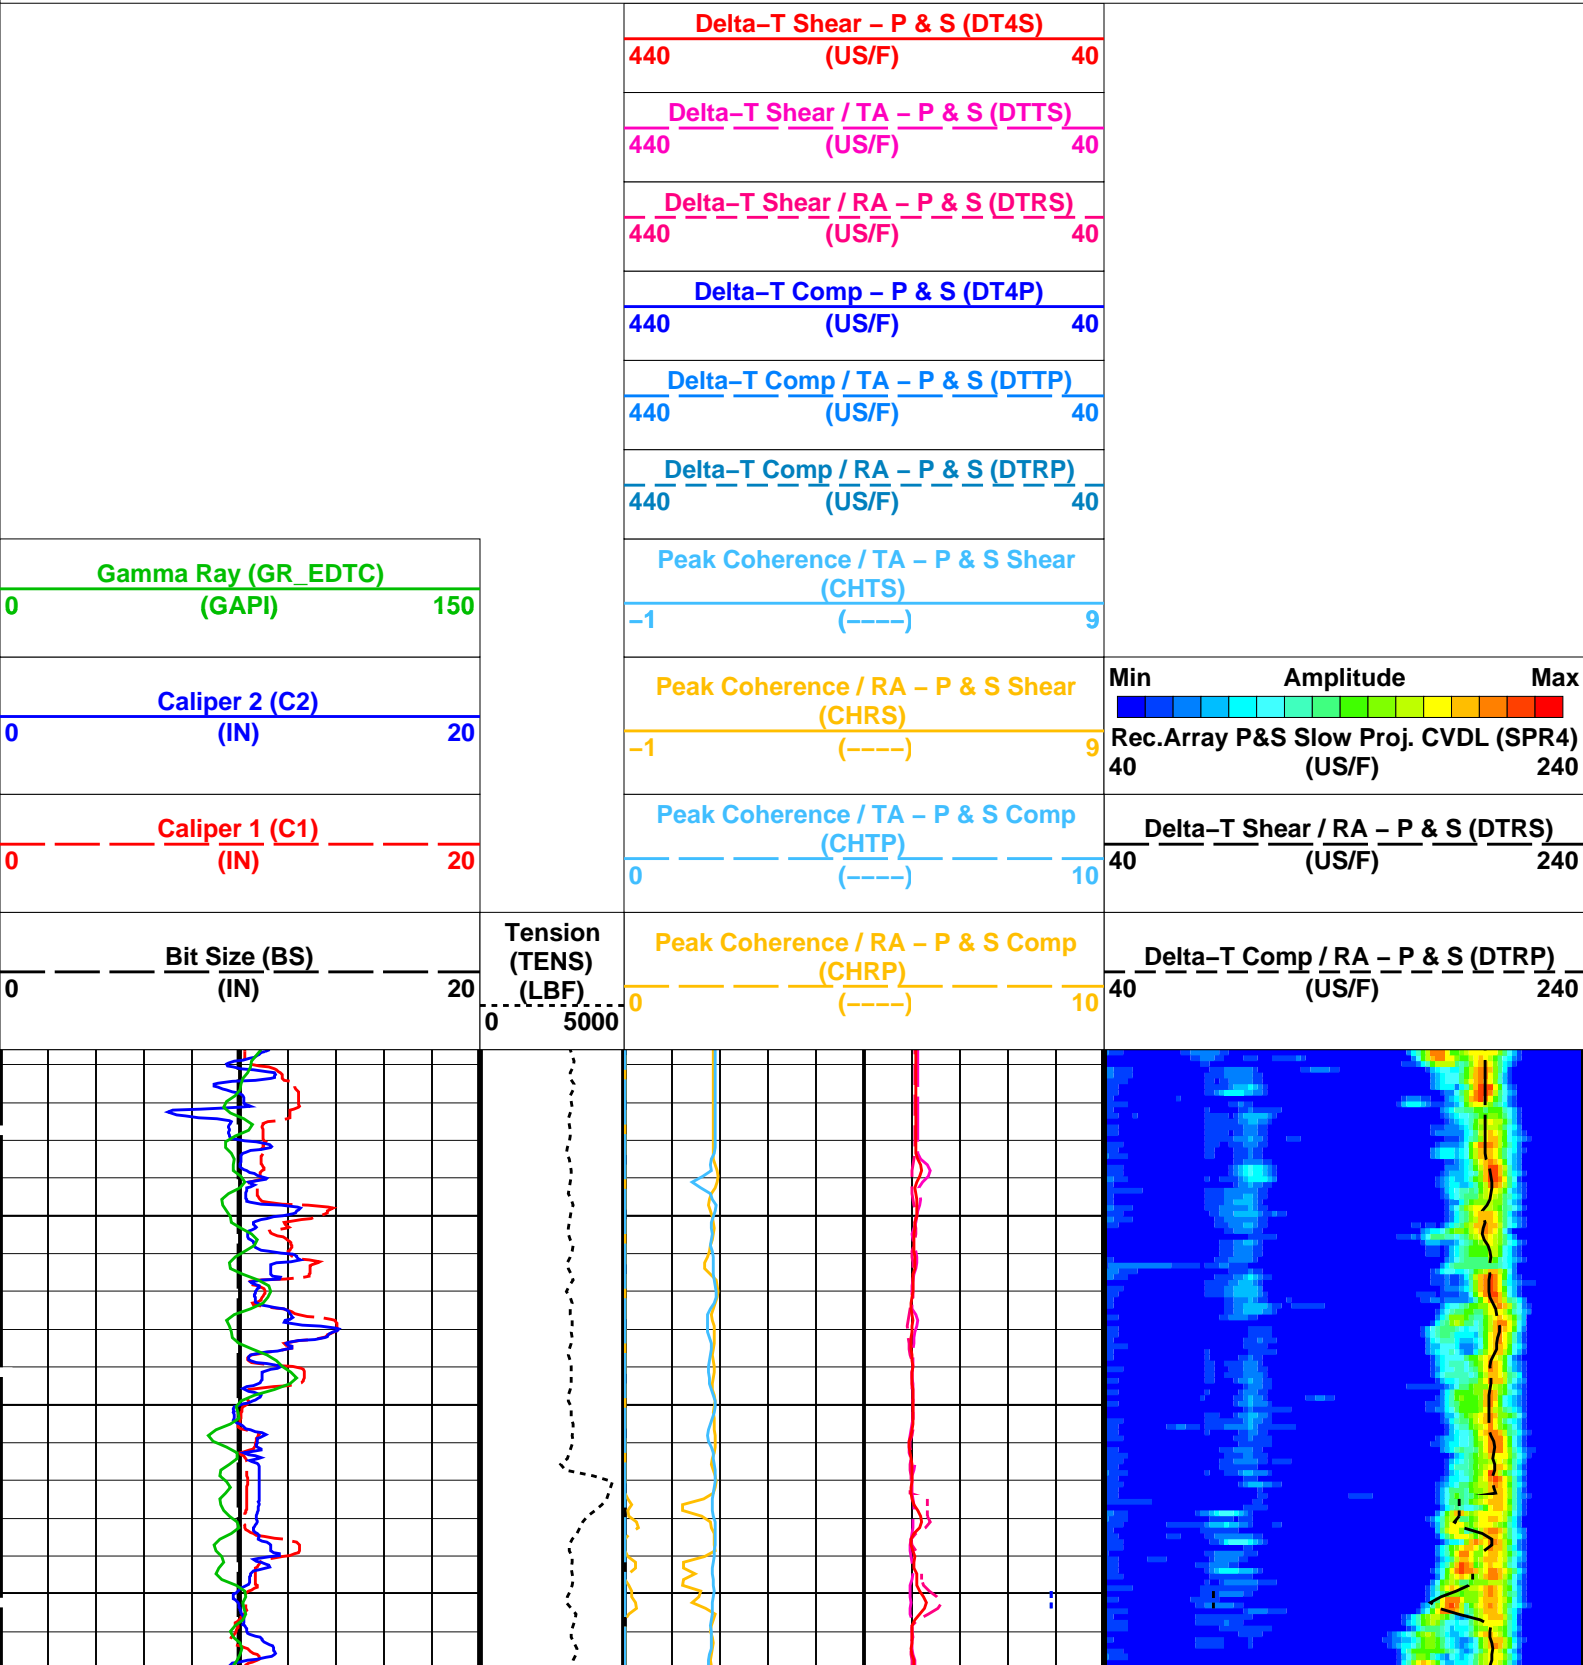 Delta–T Shear – P & S (DT4S)
440 (US/F) 40
Delta–T Shear / TA – P & S (DTTS)
440 (US/F) 40
Delta–T Shear / RA – P & S (DTRS)
440 (US/F) 40
Delta–T Comp – P & S (DT4P)
440 (US/F) 40
Delta–T Comp / TA – P & S (DTTP)
440 (US/F) 40
Delta–T Comp / RA – P & S (DTRP)
440 (US/F) 40
Gamma Ray (GR_EDTC)
0 (GAPI) 150
Peak Coherence / TA – P & S Shear
(CHTS)
–1 (––––) 9
Caliper 2 (C2)
0 (IN) 20
Peak Coherence / RA – P & S Shear
(CHRS)
–1 (––––) 9
Min Amplitude Max
Rec.Array P&S Slow Proj. CVDL (SPR4)
40 (US/F) 240
Caliper 1 (C1)
0 (IN) 20
Peak Coherence / TA – P & S Comp
(CHTP)
0 (––––) 10
Delta–T Shear / RA – P & S (DTRS)
40 (US/F) 240
Bit Size (BS)
0 (IN) 20
Tension
(TENS)
(LBF)
0 5000
Peak Coherence / RA – P & S Comp
(CHRP)
0 (––––) 10
Delta–T Comp / RA – P & S (DTRP)
40 (US/F) 240